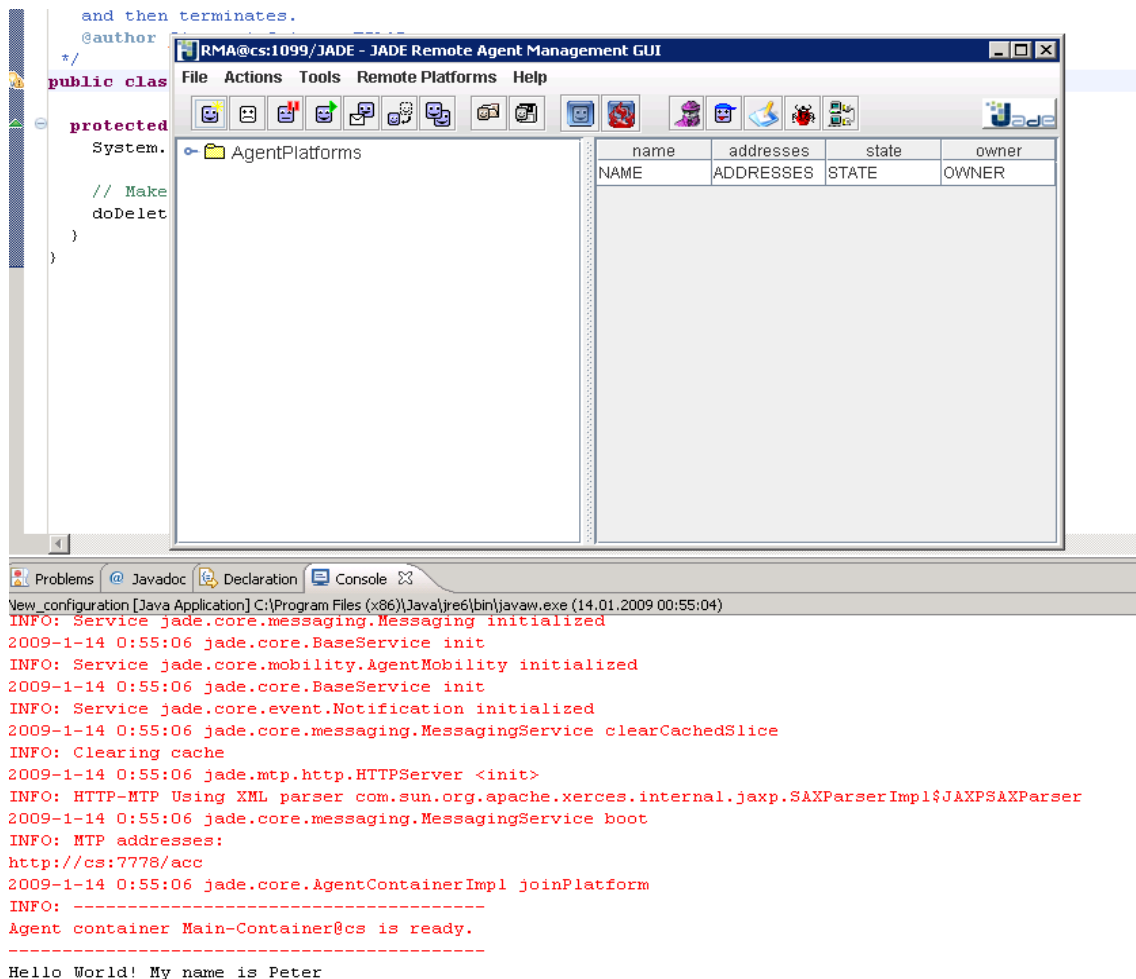 and then terminates.
@author
*/
public clas
protected
System.
// Make
doDelet
}
}
RMA@cs:1099/JADE - JADE Remote Agent Management GUI
File Actions Tools Remote Platforms Help
Jade
AgentPlatforms
name addresses state owner
NAME ADDRESSES STATE OWNER
Problems @ Javadoc Declaration Console
New_configuration [Java Application] C:\Program Files (x86)\Java\jre6\bin\javaw.exe (14.01.2009 00:55:04)
INFO: Service jade.core.messaging.Messaging initialized
2009-1-14 0:55:06 jade.core.BaseService init
INFO: Service jade.core.mobility.AgentMobility initialized
2009-1-14 0:55:06 jade.core.BaseService init
INFO: Service jade.core.event.Notification initialized
2009-1-14 0:55:06 jade.core.messaging.MessagingService clearCachedSlice
INFO: Clearing cache
2009-1-14 0:55:06 jade.mtp.http.HTTPServer <init>
INFO: HTTP-MTP Using XML parser com.sun.org.apache.xerces.internal.jaxp.SAXParserImpl$JAXPSAXParser
2009-1-14 0:55:06 jade.core.messaging.MessagingService boot
INFO: MTP addresses:
http://cs:7778/acc
2009-1-14 0:55:06 jade.core.AgentContainerImpl joinPlatform
INFO: --------------------------------------
Agent container Main-Container@cs is ready.
--------------------------------------------
Hello World! My name is Peter